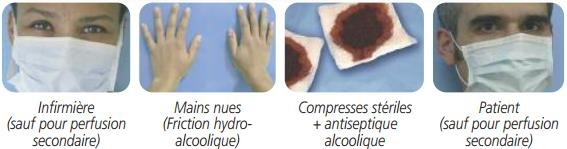 Infirmière
(sauf pour perfusion
secondaire)
Mains nues
(Friction hydro-
alcoolique)
Compresses stériles
+ antiseptique
alcoolique
Patient
(sauf pour perfusion
secondaire)